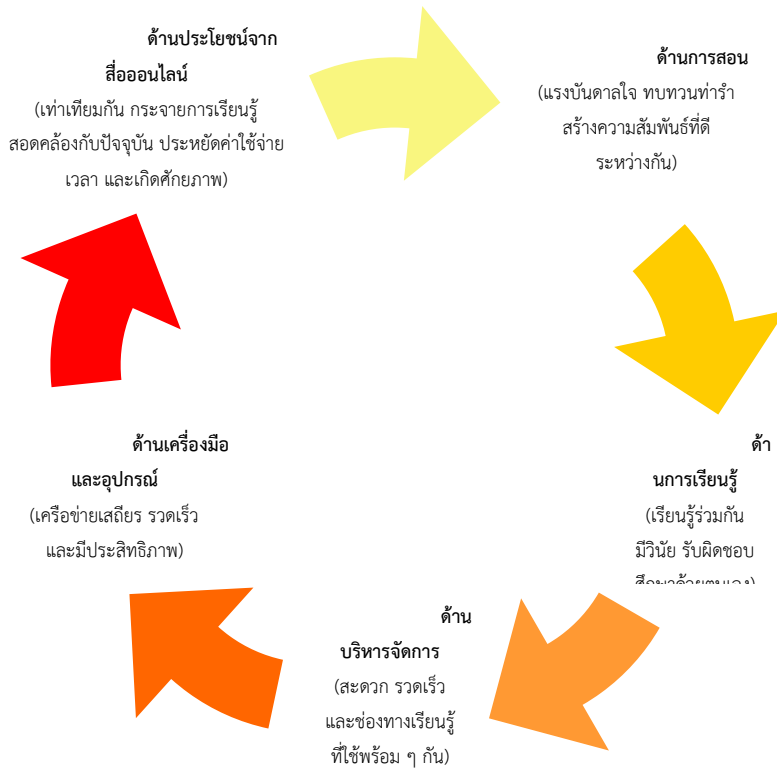 ด้านประโยชน์จาก
สื่อออนไลน์
(เท่าเทียมกัน กระจายการเรียนรู้
สอดคล้องกับปัจจุบัน ประหยัดค่าใช้จ่าย
เวลา และเกิดศักยภาพ)
ด้านการสอน
(แรงบันดาลใจ ทบทวนท่ารำ
สร้างความสัมพันธ์ที่ดี
ระหว่างกัน)
ด้า
นการเรียนรู้
(เรียนรู้ร่วมกัน
มีวินัย รับผิดชอบ
ศึกษาด้วยตนเอง)
ด้าน
บริหารจัดการ
(สะดวก รวดเร็ว
และช่องทางเรียนรู้
ที่ใช้พร้อม ๆ กัน)
ด้านเครื่องมือ
และอุปกรณ์
(เครือข่ายเสถียร รวดเร็ว
และมีประสิทธิภาพ)